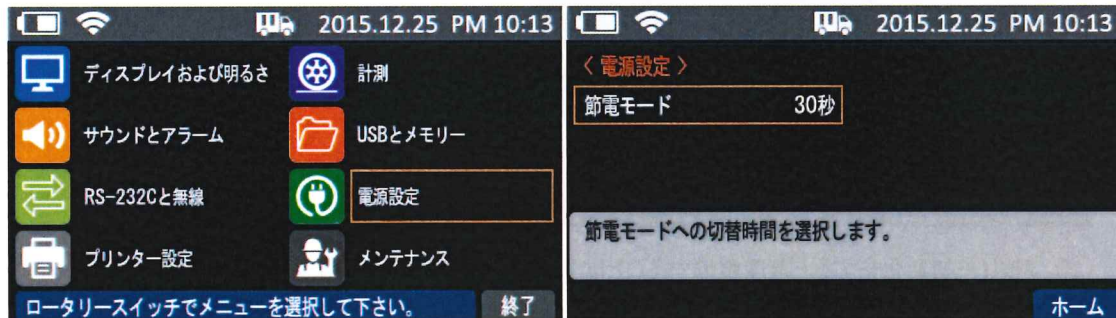 2015.12.25 PM 10:13
ディスプレイおよび明るさ
計測
サウンドとアラーム
USBとメモリー
RS-232Cと無線
電源設定
プリンター設定
メンテナンス
ロータリースイッチでメニューを選択して下さい。
終了
2015.12.25 PM 10:13
〈 電源設定 〉
節電モード 30秒
節電モードへの切替時間を選択します。
ホーム